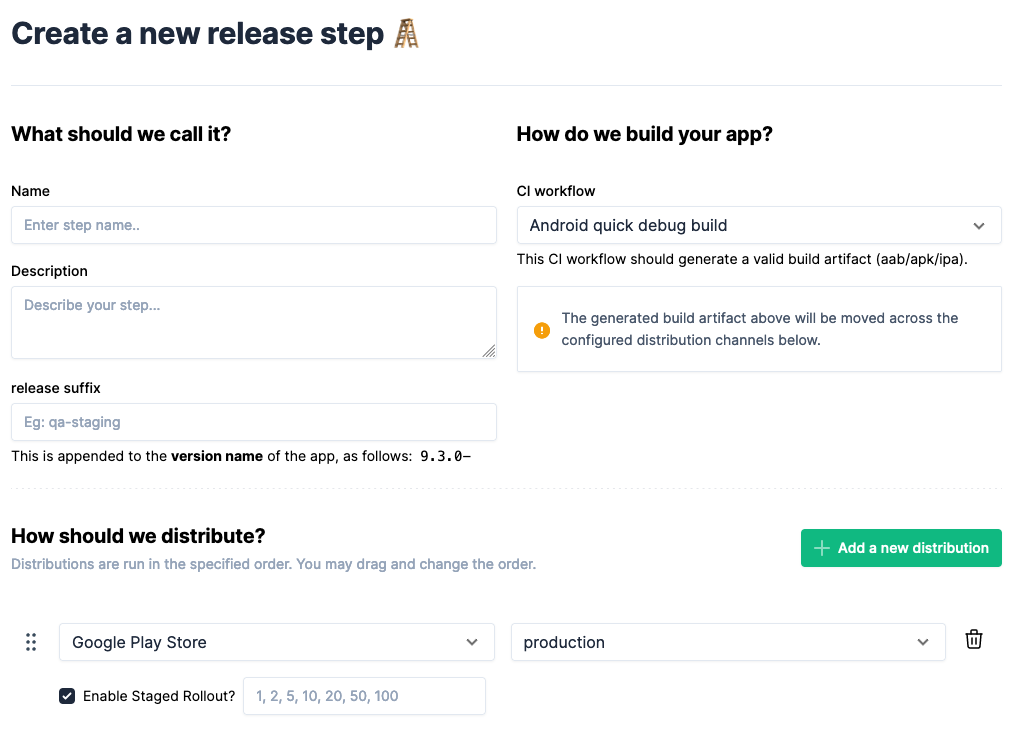 Create a new release step
What should we call it?
How do we build your app?
Name
Enter step name..
Description
Describe your step...
release suffix
Eg: qa-staging
This is appended to the version name of the app, as follows: 9.3.0—
CI workflow
Android quick debug build
This CI workflow should generate a valid build artifact (aab/apk/ipa).
The generated build artifact above will be moved across the
configured distribution channels below.
How should we distribute?
Distributions are run in the specified order. You may drag and change the order.
Add a new distribution
Google Play Store
production
Enable Staged Rollout?
1, 2, 5, 10, 20, 50, 100